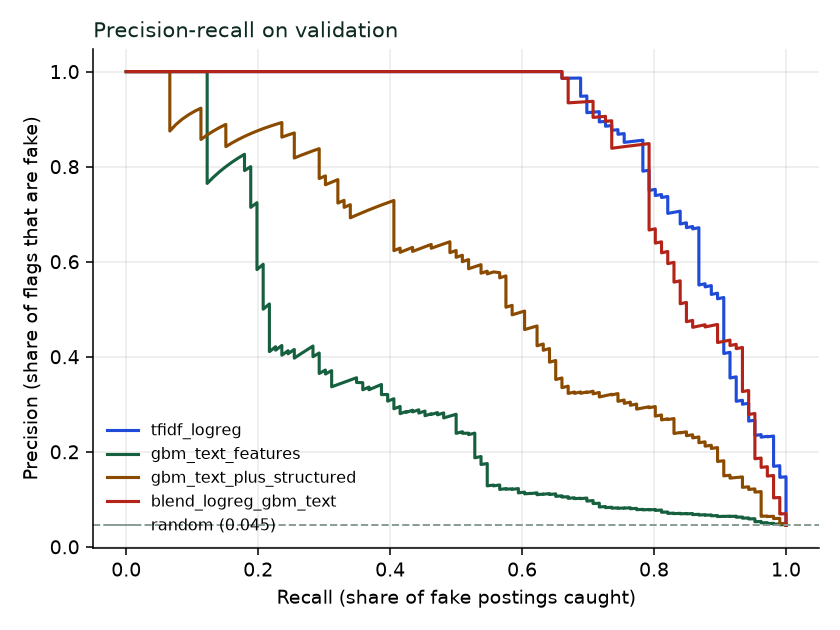 Precision-recall on validation
Precision (share of flags that are fake)
1.0
0.8
0.6
0.4
0.2
0.0
tfidf_logreg
gbm_text_features
gbm_text_plus_structured
blend_logreg_gbm_text
random (0.045)
0.0 0.2 0.4 0.6 0.8 1.0
Recall (share of fake postings caught)